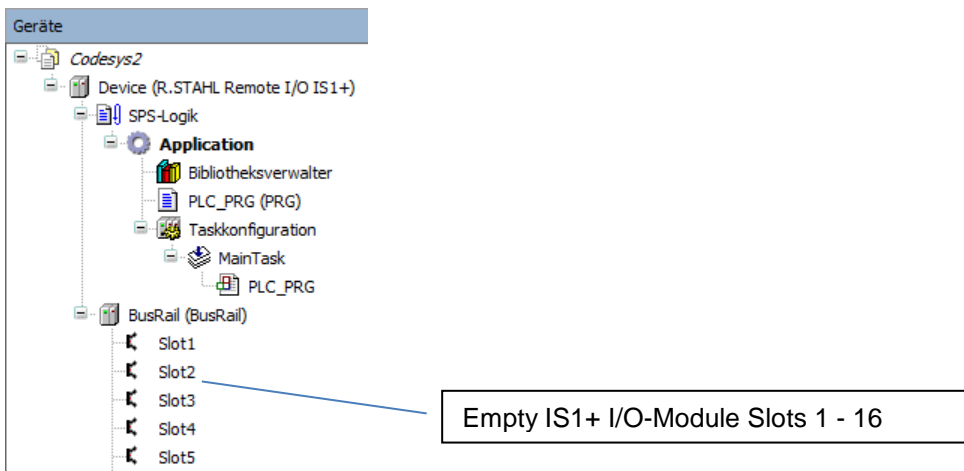 Geräte
Codesys2
Device (R.STAHL Remote I/O IS1+)
SPS-Logik
Application
Bibliotheksverwalter
PLC_PRG (PRG)
Taskkonfiguration
MainTask
PLC_PRG
BusRail (BusRail)
Slot1
Slot2
Slot3
Slot4
Slot5
Empty IS1+ I/O-Module Slots 1 - 16